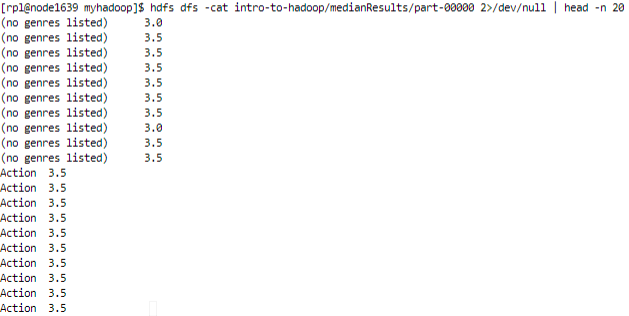 [rpl@node1639 myhadoop]$ hdfs dfs -cat intro-to-hadoop/medianResults/part-00000 2>/dev/null | head -n 20
(no genres listed)	3.0
(no genres listed)	3.5
(no genres listed)	3.5
(no genres listed)	3.5
(no genres listed)	3.5
(no genres listed)	3.5
(no genres listed)	3.5
(no genres listed)	3.0
(no genres listed)	3.5
(no genres listed)	3.5
Action	3.5
Action	3.5
Action	3.5
Action	3.5
Action	3.5
Action	3.5
Action	3.5
Action	3.5
Action	3.5
Action	3.5